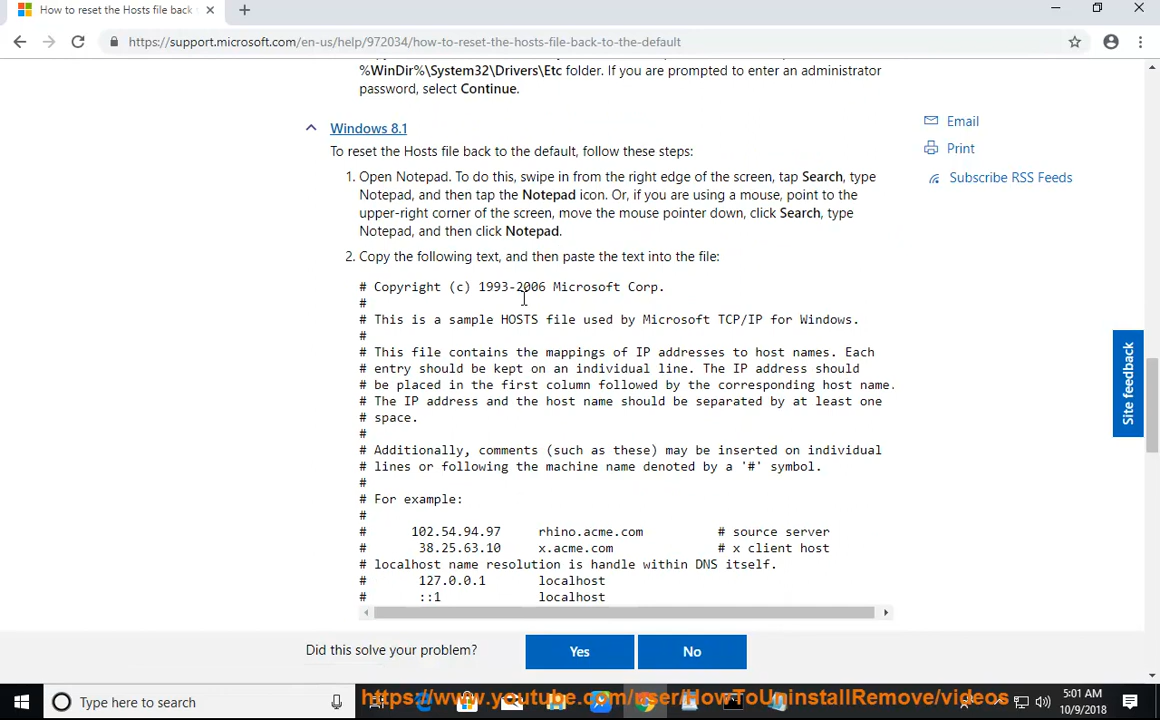 How to reset the Hosts file back
https://support.microsoft.com/en-us/help/972034/how-to-reset-the-hosts-file-back-to-the-default
%WinDir%\System32\Drivers\Etc folder. If you are prompted to enter an administrator
password, select Continue.
Windows 8.1
To reset the Hosts file back to the default, follow these steps:
1. Open Notepad. To do this, swipe in from the right edge of the screen, tap Search, type
Notepad, and then tap the Notepad icon. Or, if you are using a mouse, point to the
upper-right corner of the screen, move the mouse pointer down, click Search, type
Notepad, and then click Notepad.
2. Copy the following text, and then paste the text into the file:
# Copyright (c) 1993-2006 Microsoft Corp.
#
# This is a sample HOSTS file used by Microsoft TCP/IP for Windows.
#
# This file contains the mappings of IP addresses to host names. Each
# entry should be kept on an individual line. The IP address should
# be placed in the first column followed by the corresponding host name.
# The IP address and the host name should be separated by at least one
# space.
#
# Additionally, comments (such as these) may be inserted on individual
# lines or following the machine name denoted by a '#' symbol.
#
# For example:
#
# 102.54.94.97 rhino.acme.com # source server
# 38.25.63.10 x.acme.com # x client host
# localhost name resolution is handle within DNS itself.
# 127.0.0.1 localhost
# ::1 localhost
Email
Print
Subscribe RSS Feeds
Site feedback
Did this solve your problem?
Yes
No
Type here to search
https://www.youtube.com/user/HowToUninstallRemove/videos
5:01 AM
10/9/2018